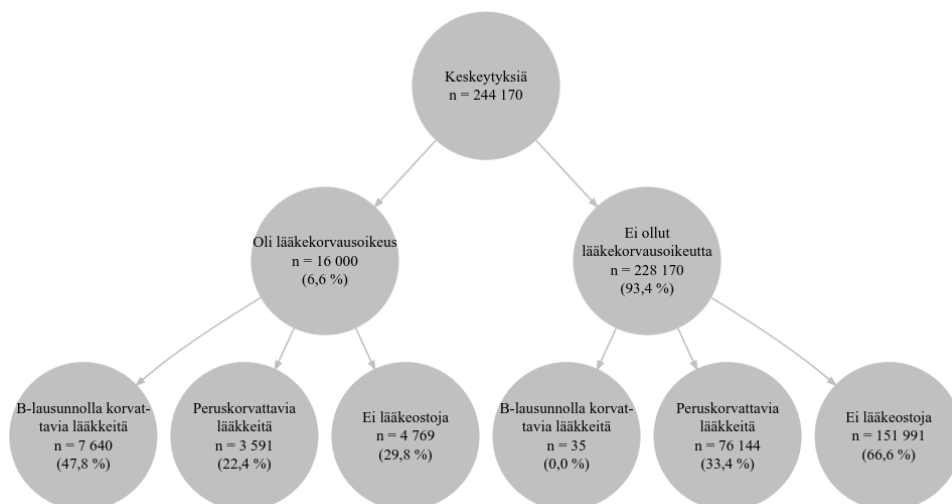 Keskeytyksiä
n = 244 170
Oli lääkekorvausoikeus
n = 16 000
(6,6 %)
Ei ollut
lääkekorvausoikeutta
n = 228 170
(93,4 %)
B-lausunnolla korvat-
tavia lääkkeitä
n = 7 640
(47,8 %)
Peruskorvattavia
lääkkeitä
n = 3 591
(22,4 %)
Ei lääkeostoja
n = 4 769
(29,8 %)
B-lausunnolla korvat-
tavia lääkkeitä
n = 35
(0,0 %)
Peruskorvattavia
lääkkeitä
n = 76 144
(33,4 %)
Ei lääkeostoja
n = 151 991
(66,6 %)